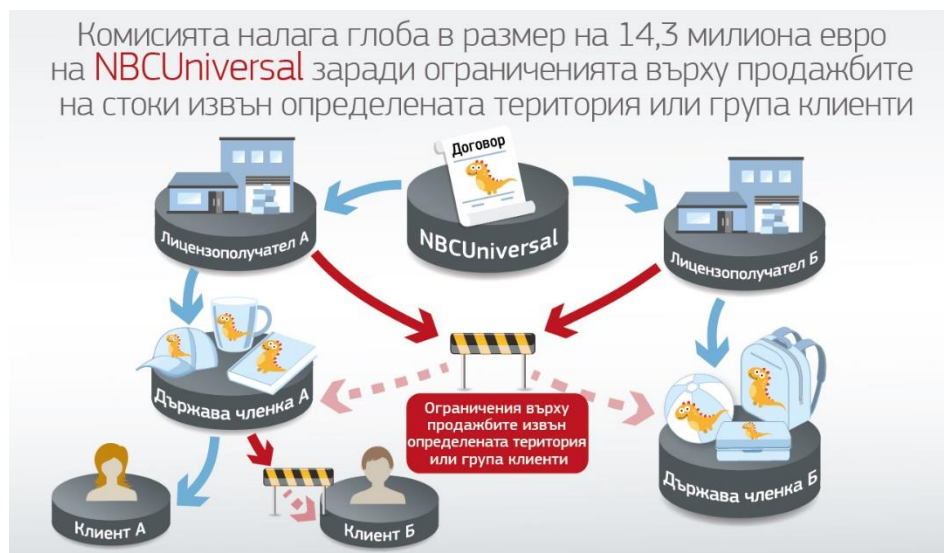 Комисията налага глоба в размер на 14,3 милиона евро
на NBCUniversal заради ограниченията върху продажбите
на стоки извън определената територия или група клиенти
Договор
NBCUniversal
Лицензополучател А
Лицензополучател Б
Държава членка А
Ограничения върху
продажбите извън
определената територия
или група клиенти
Държава членка Б
Клиент А
Клиент Б